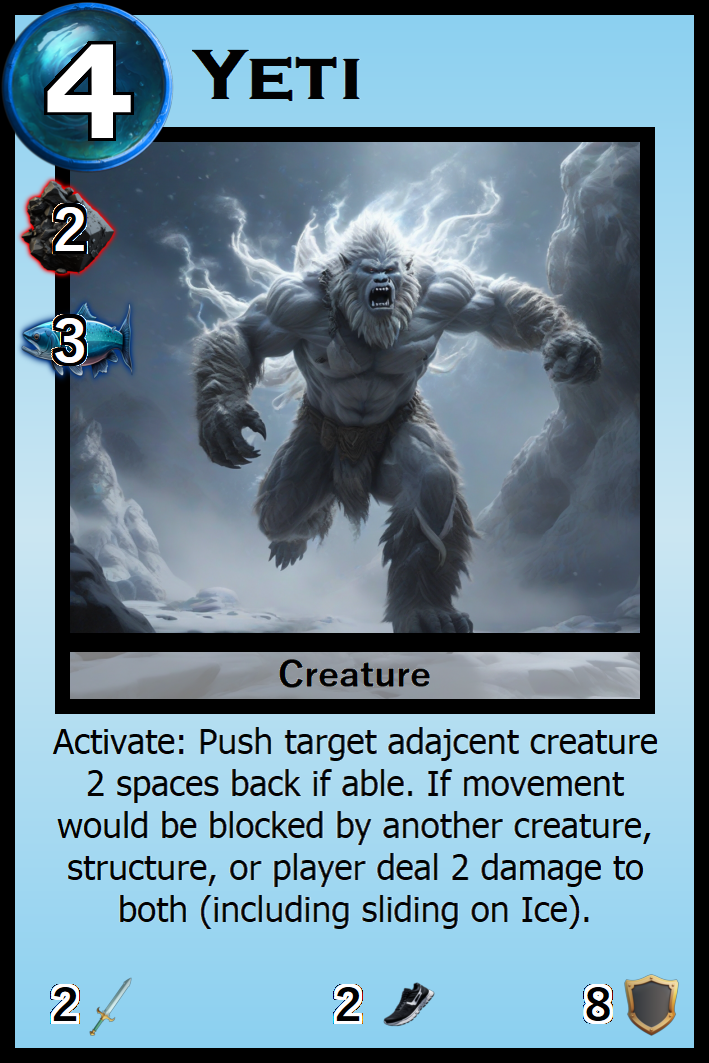 4
Yeti
2
3
Creature
Activate: Push target adajcent creature
2 spaces back if able. If movement
would be blocked by another creature,
structure, or player deal 2 damage to
both (including sliding on Ice).
2 2 8